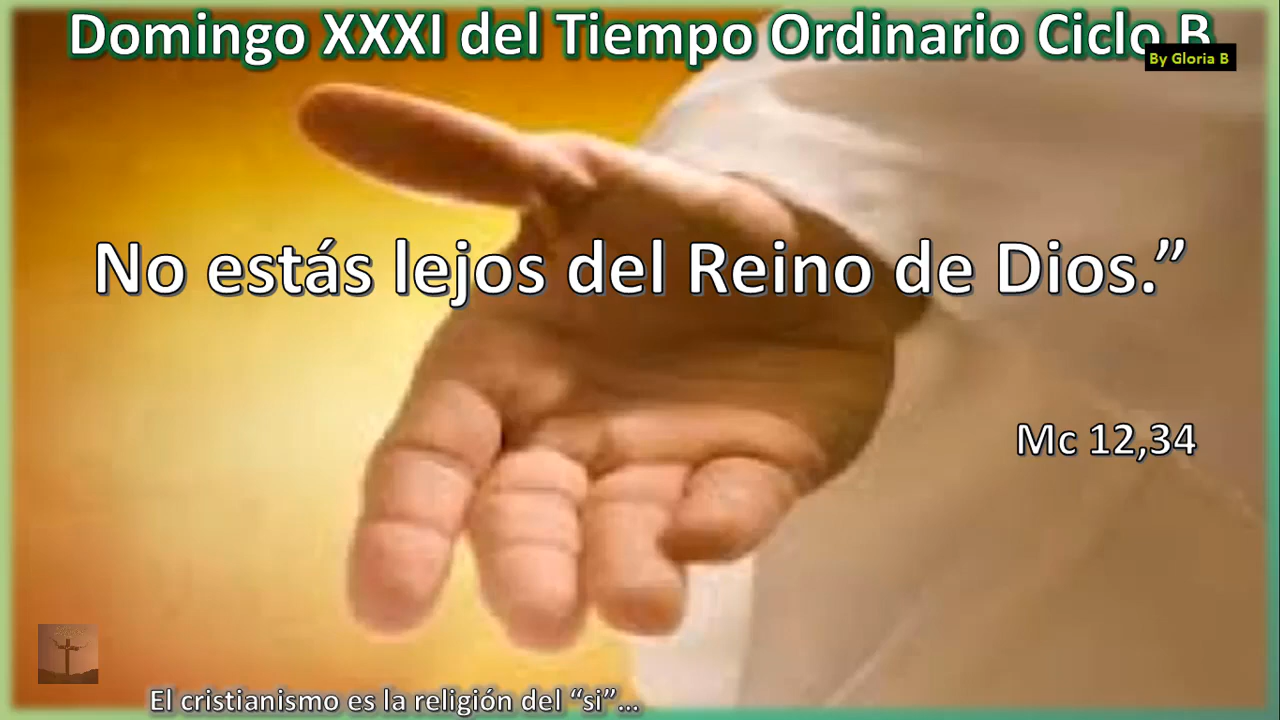 Domingo XXXI del Tiempo Ordinario Ciclo B
By Gloria B
No estás lejos del Reino de Dios.”
Mc 12,34
El cristianismo es la religión del “si”...